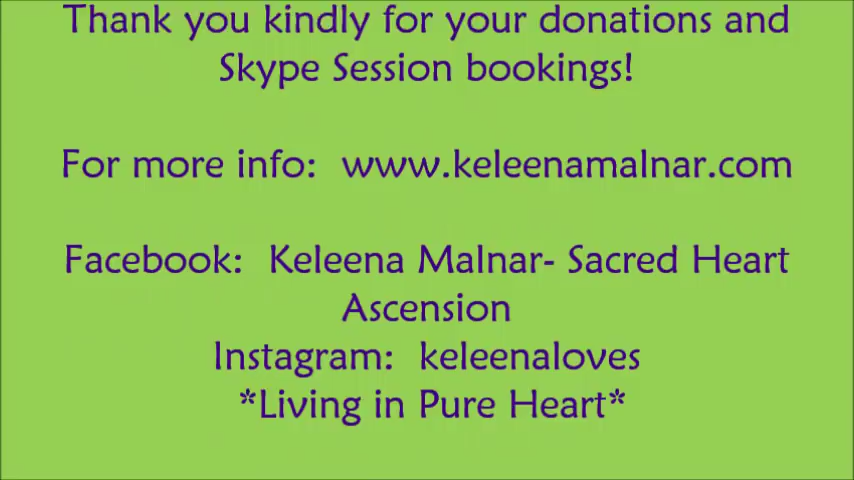 Thank you kindly for your donations and
Skype Session bookings!
For more info:  www.keleenamalnar.com
Facebook:  Keleena Malnar- Sacred Heart
Ascension
Instagram:  keleenaloves
*Living in Pure Heart*